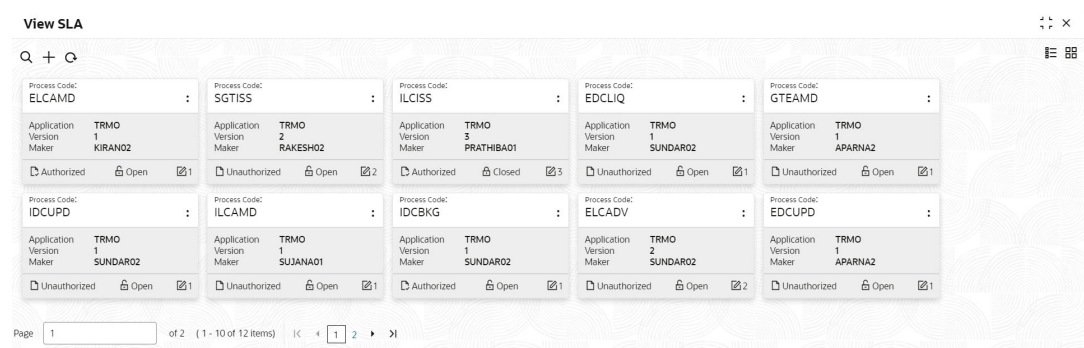 View SLA
Process Code:
ELCAMD
Application TRMO
Version 1
Maker KIRAN02
Authorized Open 1
Process Code:
SGTISS
Application TRMO
Version 2
Maker RAKESH02
Unauthorized Open 2
Process Code:
ILCISS
Application TRMO
Version 3
Maker PRATHIBA01
Authorized Closed 3
Process Code:
EDCLIQ
Application TRMO
Version 1
Maker SUNDAR02
Unauthorized Open 1
Process Code:
GTEAMD
Application TRMO
Version 1
Maker APARNA2
Unauthorized Open 1
Process Code:
IDCUPD
Application TRMO
Version 1
Maker SUNDAR02
Unauthorized Open 1
Process Code:
ILCAMD
Application TRMO
Version 1
Maker SUJANA01
Unauthorized Open 1
Process Code:
IDCBKG
Application TRMO
Version 1
Maker SUNDAR02
Authorized Open 1
Process Code:
ELCADV
Application TRMO
Version 2
Maker SUNDAR02
Unauthorized Open 2
Process Code:
EDCUPD
Application TRMO
Version 1
Maker APARNA2
Unauthorized Open 1
Page 1 of 2 (1 - 10 of 12 items) 1 2